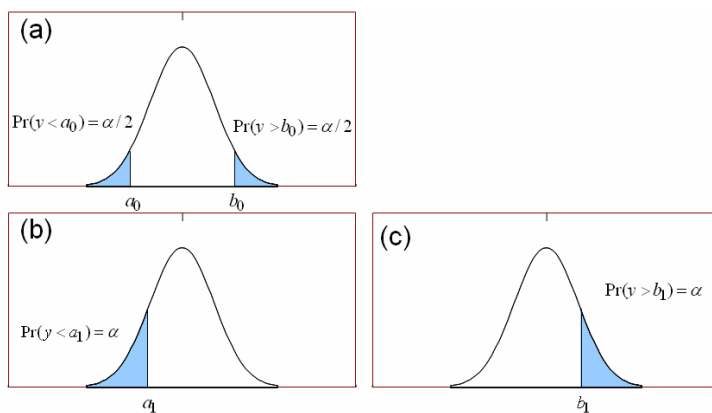 (a)
Pr(y < a₀) = α/2
Pr(v > b₀) = α/2
a₀
b₀
(b)
Pr(y < a₁) = α
a₁
(c)
Pr(v > b₁) = α
b₁